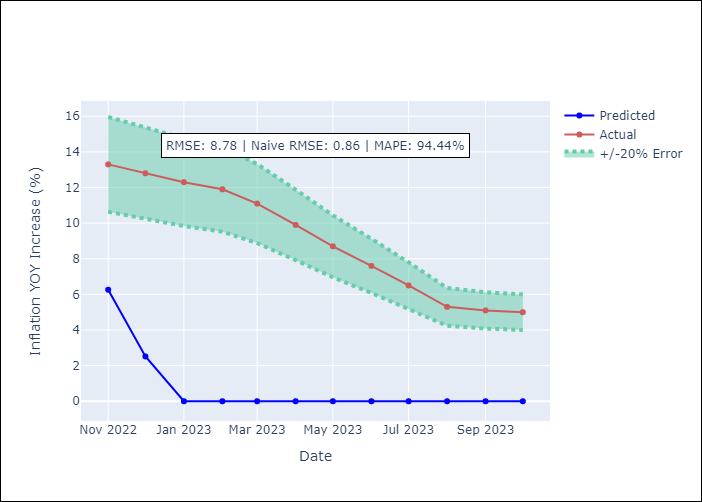 RMSE: 8.78 | Naive RMSE: 0.86 | MAPE: 94.44%
Predicted
Actual
+/-20% Error
Inflation YOY Increase (%)
16
14
12
10
8
6
4
2
0
Nov 2022 Jan 2023 Mar 2023 May 2023 Jul 2023 Sep 2023
Date